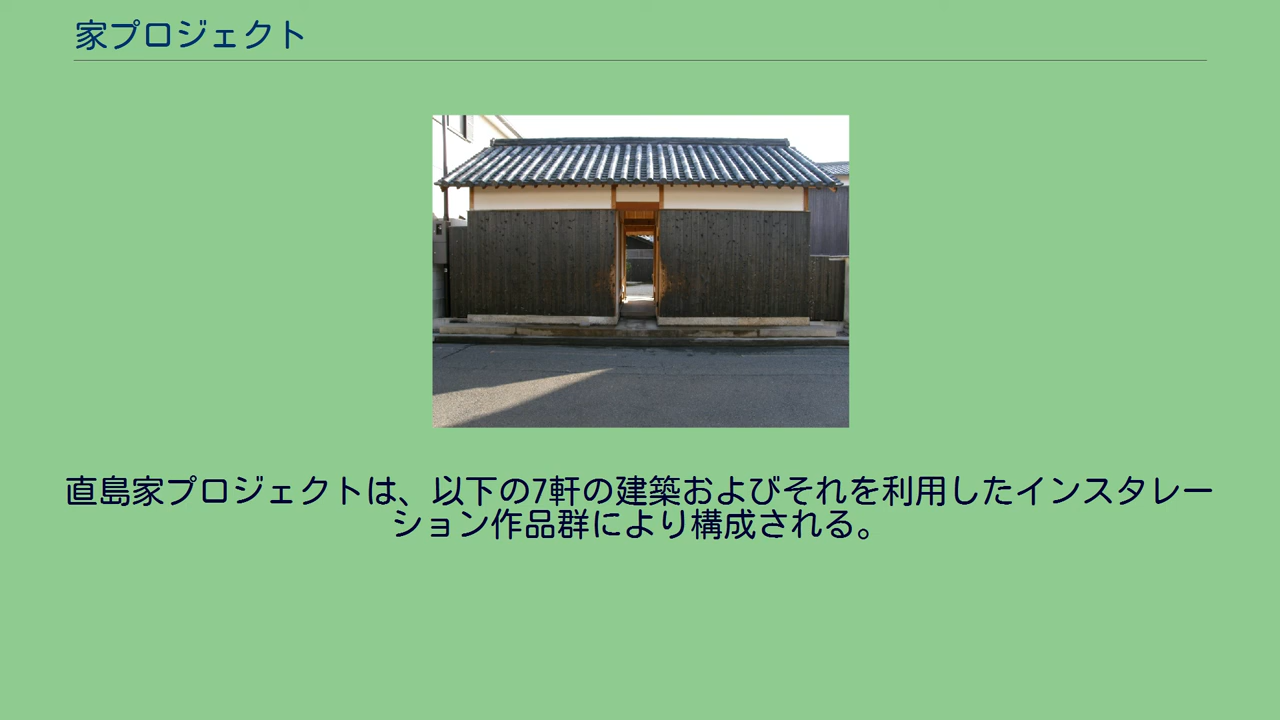 家プロジェクト
直島家プロジェクトは、以下の7軒の建築およびそれを利用したインスタレー
ション作品群により構成される。